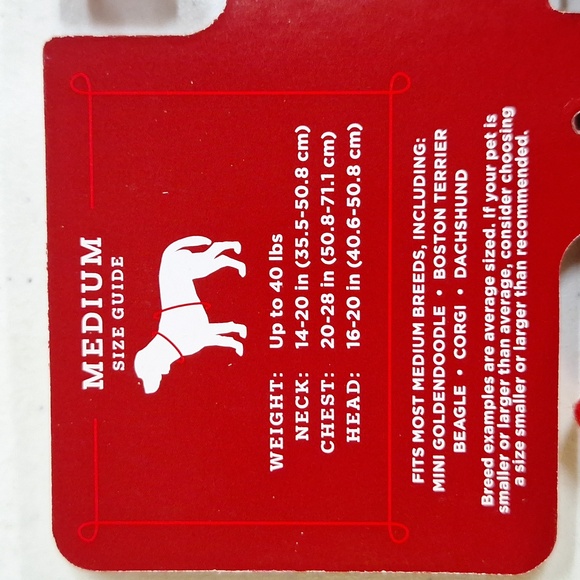 MEDIUM
SIZE GUIDE
WEIGHT: Up to 40 lbs
NECK: 14-20 in (35.5-50.8 cm)
CHEST: 20-28 in (50.8-71.1 cm)
HEAD: 16-20 in (40.6-50.8 cm)
FITS MOST MEDIUM BREEDS, INCLUDING:
MINI GOLDENDOODLE • BOSTON TERRIER
BEAGLE • CORGI • DACHSHUND
Breed examples are average sized. If your pet is
smaller or larger than average, consider choosing
a size smaller or larger than recommended.